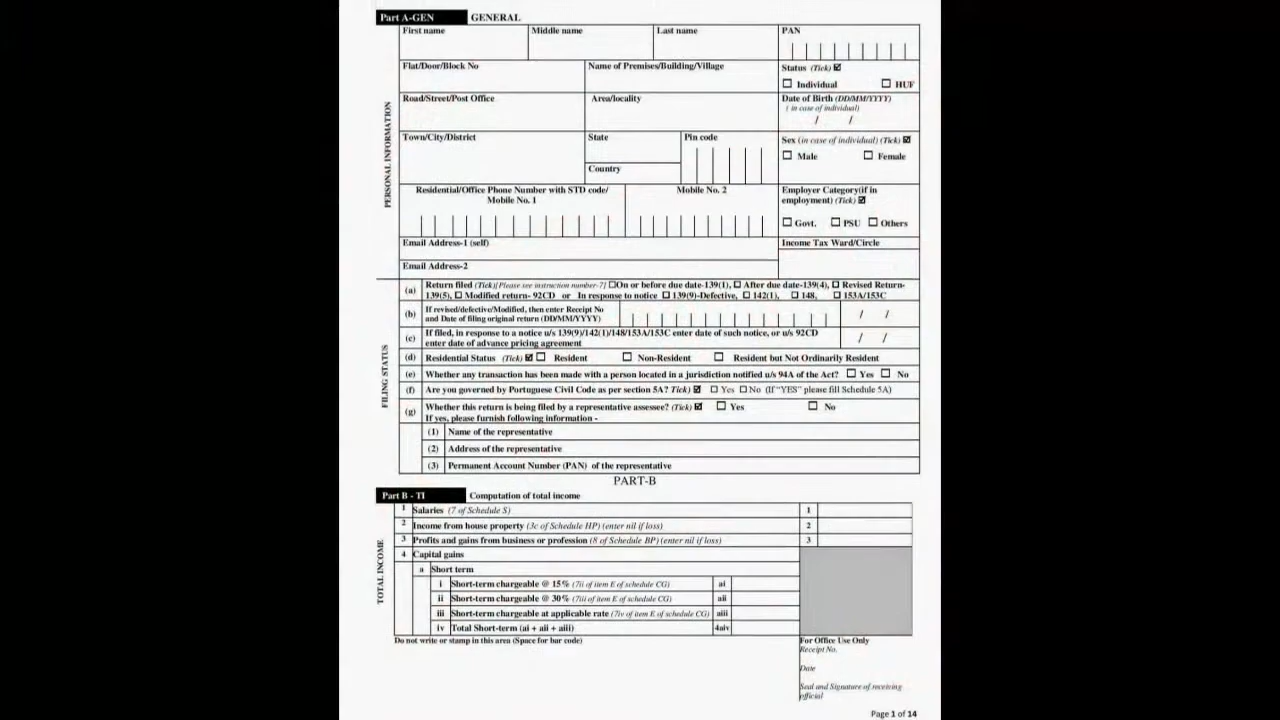 Part A-GEN GENERAL
First name Middle name Last name PAN
Flat/Door/Block No Name of Premises/Building/Village Status (Tick) ☑
☐ Individual ☐ HUF
Road/Street/Post Office Area/locality Date of Birth (DD/MM/YYYY)
( in case of individual)
/ /
Town/City/District State Pin code Sex (in case of individual) (Tick) ☑
☐ Male ☐ Female
Country
Residential/Office Phone Number with STD code/ Mobile No. 2 Employer Category(if in
Mobile No. 1 employment) (Tick) ☑
☐ Govt. ☐ PSU ☐ Others
Email Address-1 (self) Income Tax Ward/Circle
Email Address-2
PERSONAL INFORMATION
(a) Return filed (Tick)[Please see instruction number-7] ☐On or before due date-139(1), ☐ After due date-139(4), ☐ Revised Return-
139(5), ☐ Modified return- 92CD or In response to notice ☐ 139(9)-Defective, ☐ 142(1), ☐ 148, ☐ 153A/153C
(b) If revised/defective/Modified, then enter Receipt No
and Date of filing original return (DD/MM/YYYY) / /
(c) If filed, in response to a notice u/s 139(9)/142(1)/148/153A/153C enter date of such notice, or u/s 92CD
enter date of advance pricing agreement / /
(d) Residential Status (Tick) ☑ ☐ Resident ☐ Non-Resident ☐ Resident but Not Ordinarily Resident
(e) Whether any transaction has been made with a person located in a jurisdiction notified u/s 94A of the Act? ☐ Yes ☐ No
(f) Are you governed by Portuguese Civil Code as per section 5A? Tick) ☑ ☐ Yes ☐ No (If "YES" please fill Schedule 5A)
(g) Whether this return is being filed by a representative assessee? (Tick) ☑ ☐ Yes ☐ No
If yes, please furnish following information -
(1) Name of the representative
(2) Address of the representative
(3) Permanent Account Number (PAN) of the representative
FILING STATUS
PART-B
Part B - TI Computation of total income
1 Salaries (7 of Schedule S) 1
2 Income from house property (3c of Schedule HP) (enter nil if loss) 2
3 Profits and gains from business or profession (8 of Schedule BP) (enter nil if loss) 3
4 Capital gains
a Short term
i Short-term chargeable @ 15% (7ii of item E of schedule CG) ai
ii Short-term chargeable @ 30% (7iii of item E of schedule CG) aii
iii Short-term chargeable at applicable rate (7iv of item E of schedule CG) aiii
iv Total Short-term (ai + aii + aiii) 4aiv
TOTAL INCOME
Do not write or stamp in this area (Space for bar code) For Office Use Only
Receipt No.
Date
Seal and Signature of receiving
official
Page 1 of 14